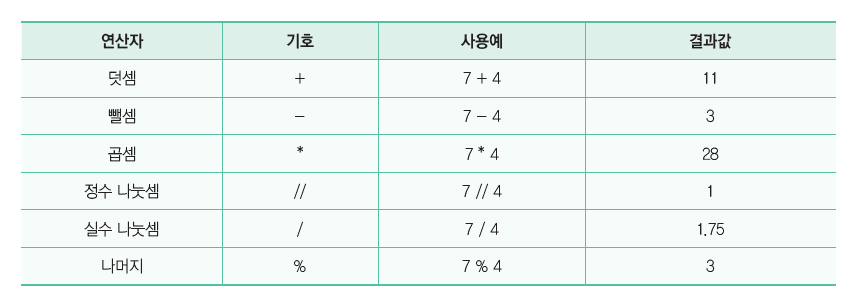 연산자 기호 사용예 결과값
덧셈 + 7 + 4 11
뺄셈 − 7 − 4 3
곱셈 * 7 * 4 28
정수 나눗셈 // 7 // 4 1
실수 나눗셈 / 7 / 4 1.75
나머지 % 7 % 4 3